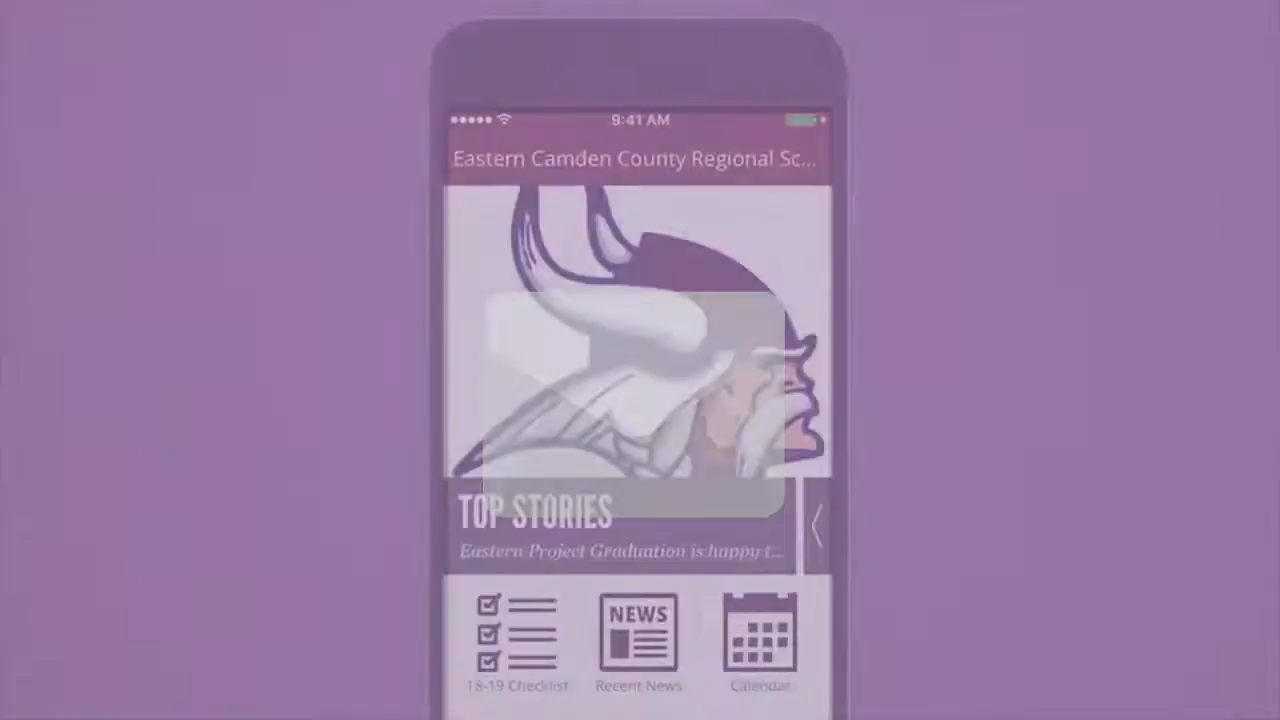 9:41 AM
Eastern Camden County Regional Sc...
TOP STORIES
Eastern Project Graduation is happy t...
NEWS
18-19 Checklist
Recent News
Calendar